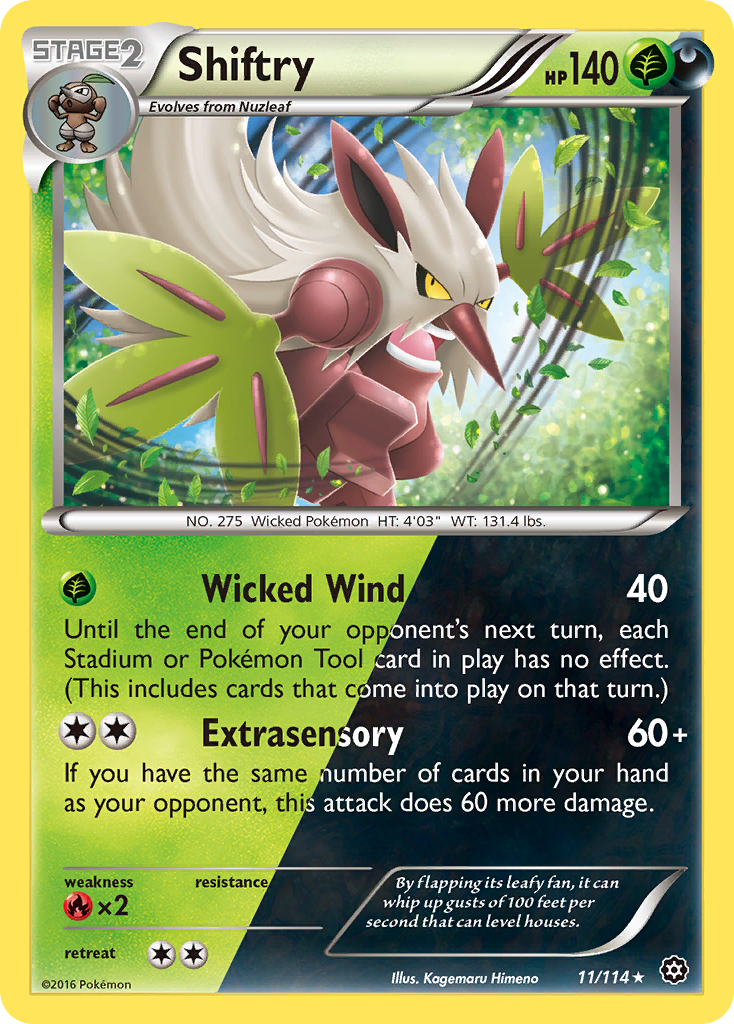 STAGE2
Shiftry
HP140
Evolves from Nuzleaf
NO. 275 Wicked Pokémon HT: 4'03" WT: 131.4 lbs.
Wicked Wind 40
Until the end of your opponent's next turn, each
Stadium or Pokémon Tool card in play has no effect.
(This includes cards that come into play on that turn.)
Extrasensory 60+
If you have the same number of cards in your hand
as your opponent, this attack does 60 more damage.
weakness resistance
×2
By flapping its leafy fan, it can
whip up gusts of 100 feet per
second that can level houses.
retreat
©2016 Pokémon
Illus. Kagemaru Himeno
11/114★